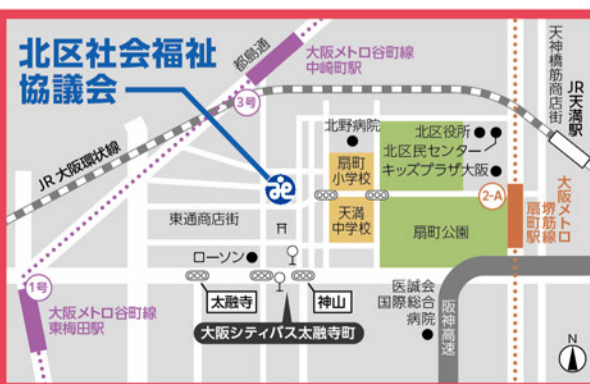 北区社会福祉
協議会
都島通
大阪メトロ谷町線
中崎町駅
3号
JR大阪環状線
北野病院
扇町
小学校
天満
中学校
北区役所
北区民センター
キッズプラザ大阪
天神橋筋商店街
JR天満駅
2-A
大阪メトロ
堺筋線
扇町駅
扇町公園
東通商店街
ローソン
太融寺
神山
大阪シティバス太融寺町
医誠会
国際総合
病院
阪神高速
1号
大阪メトロ谷町線
東梅田駅
N